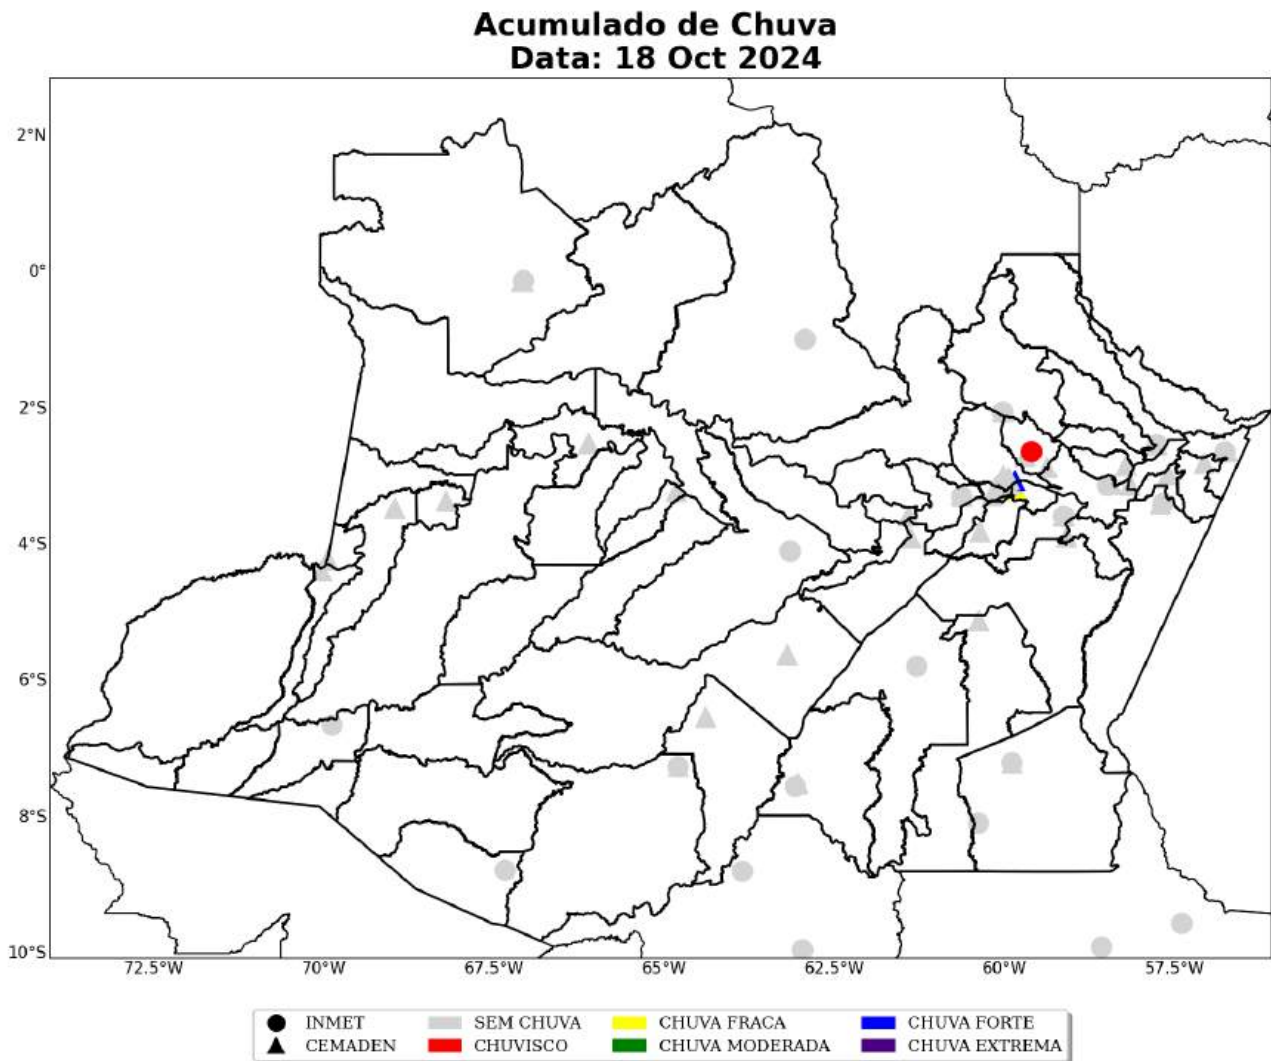 Acumulado de Chuva
Data: 18 Oct 2024
2°N
0°
2°S
4°S
6°S
8°S
10°S
72.5°W 70°W 67.5°W 65°W 62.5°W 60°W 57.5°W
INMET SEM CHUVA CHUVA FRACA CHUVA FORTE
CEMADEN CHUVISCO CHUVA MODERADA CHUVA EXTREMA